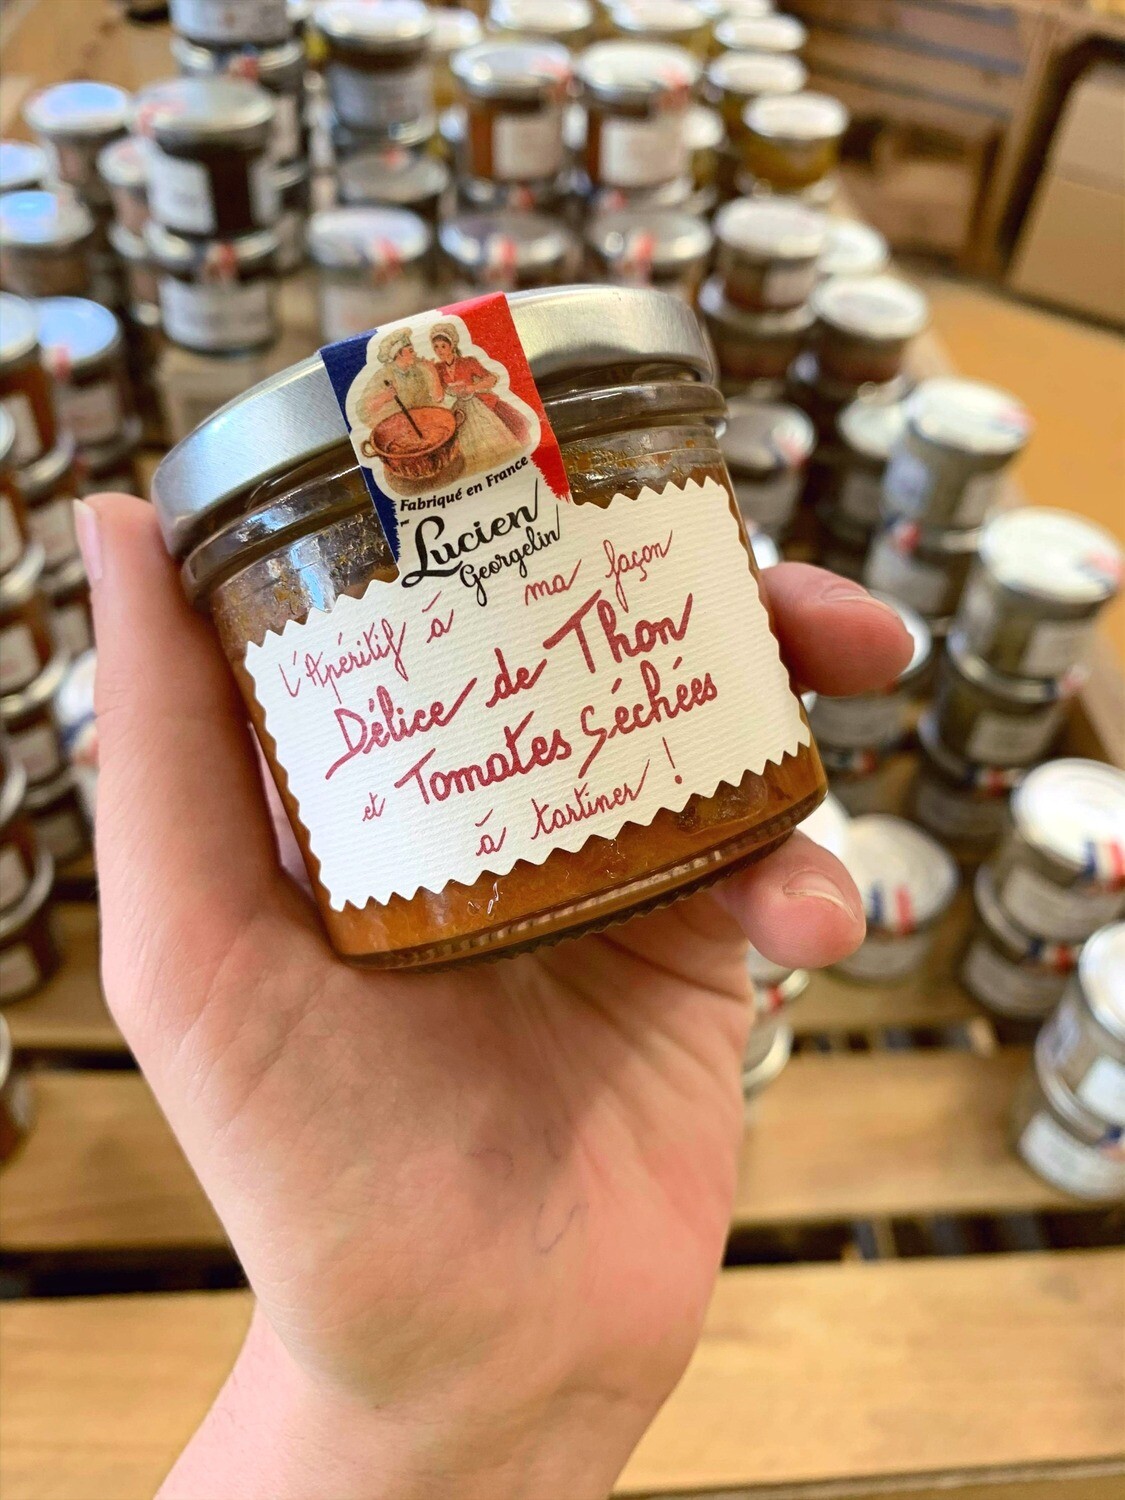 Fabriqué en France
Lucien
Georgelin
L'Apéritif à ma façon
Délice de Thon
et Tomates Séchées
à tartiner !